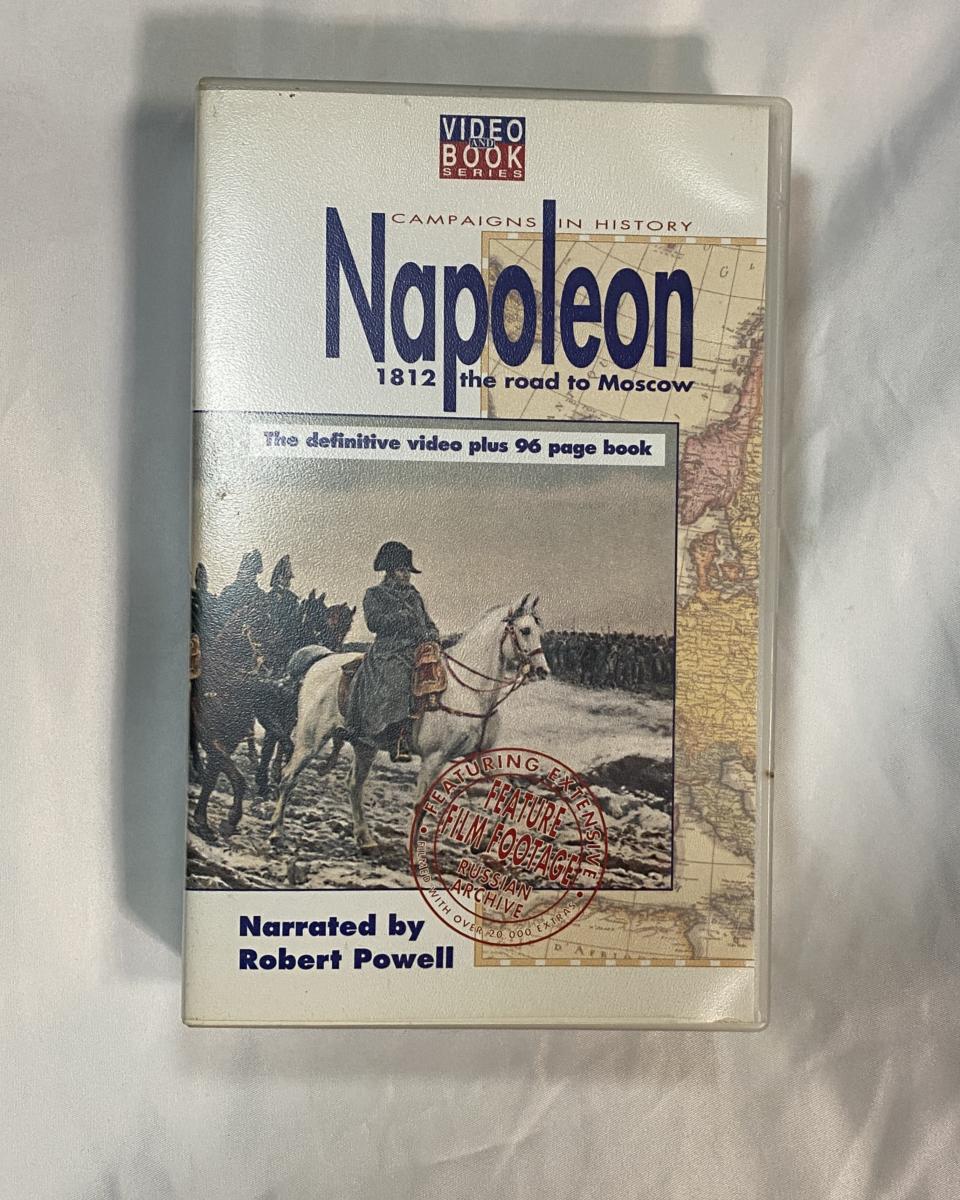 VIDEO
AND
BOOK
SERIES
CAMPAIGNS IN HISTORY
Napoleon
1812 the road to Moscow
The definitive video plus 96 page book
FEATURING EXTENSIVE
FEATURE
FILM FOOTAGE
RUSSIAN
ARCHIVE
FILMED WITH OVER 20,000 EXTRAS
Narrated by
Robert Powell